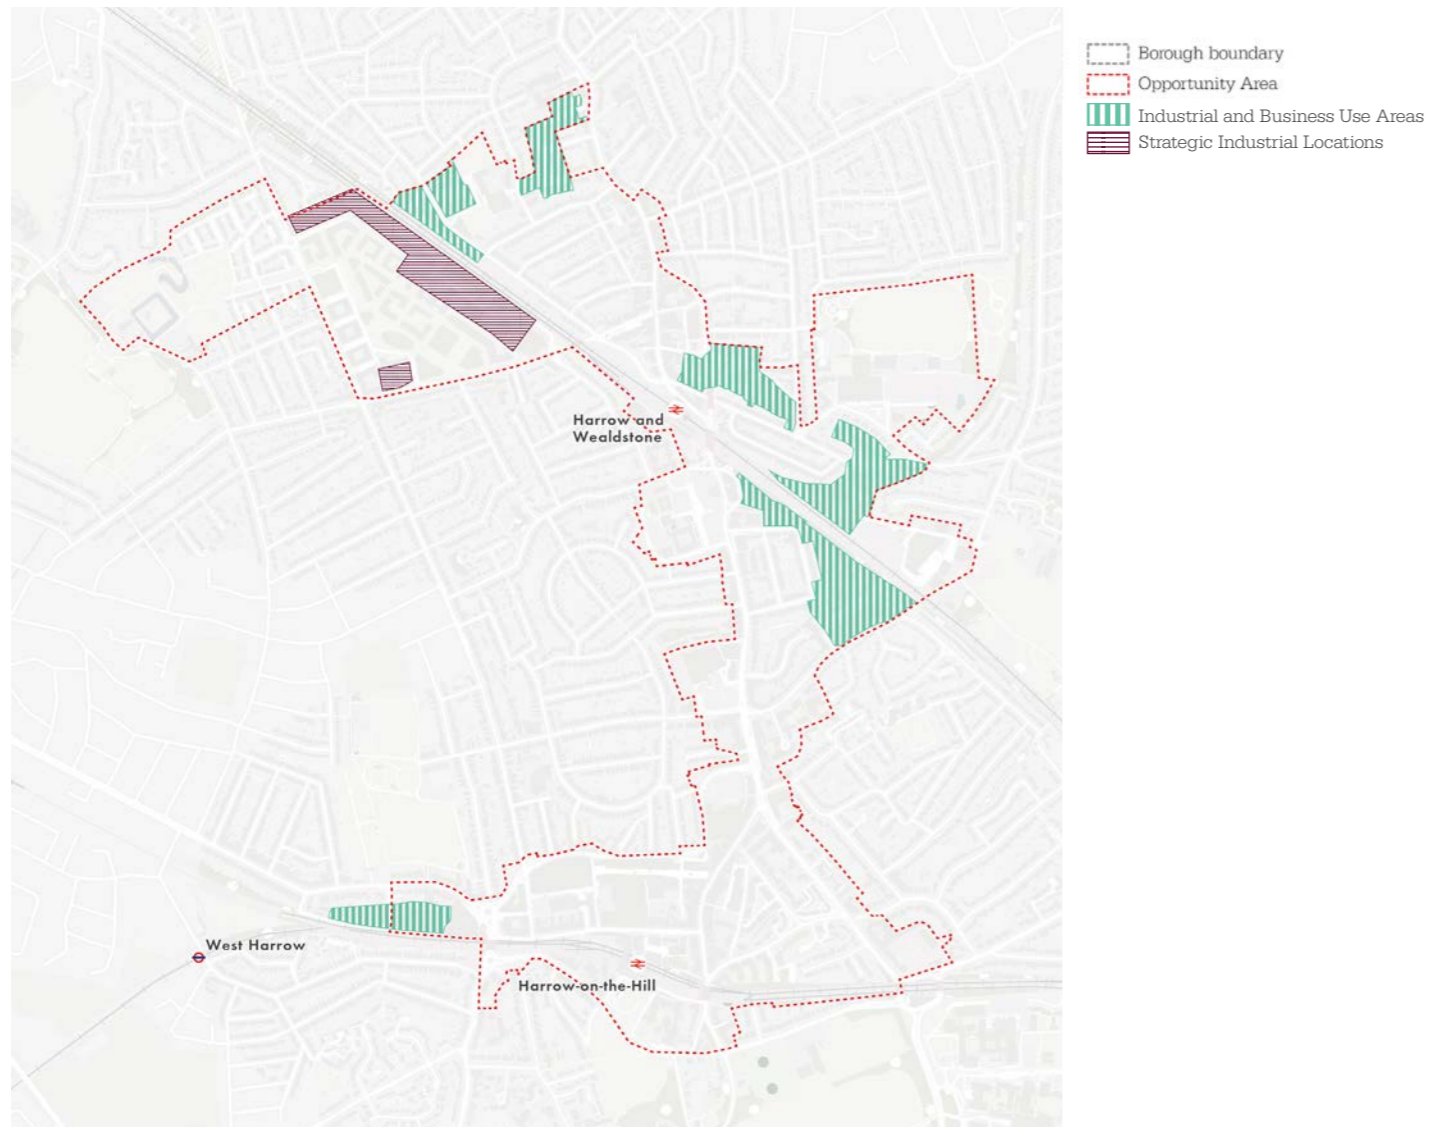 Borough boundary
Opportunity Area
Industrial and Business Use Areas
Strategic Industrial Locations
Harrow and
Wealdstone
West Harrow
Harrow-on-the-Hill